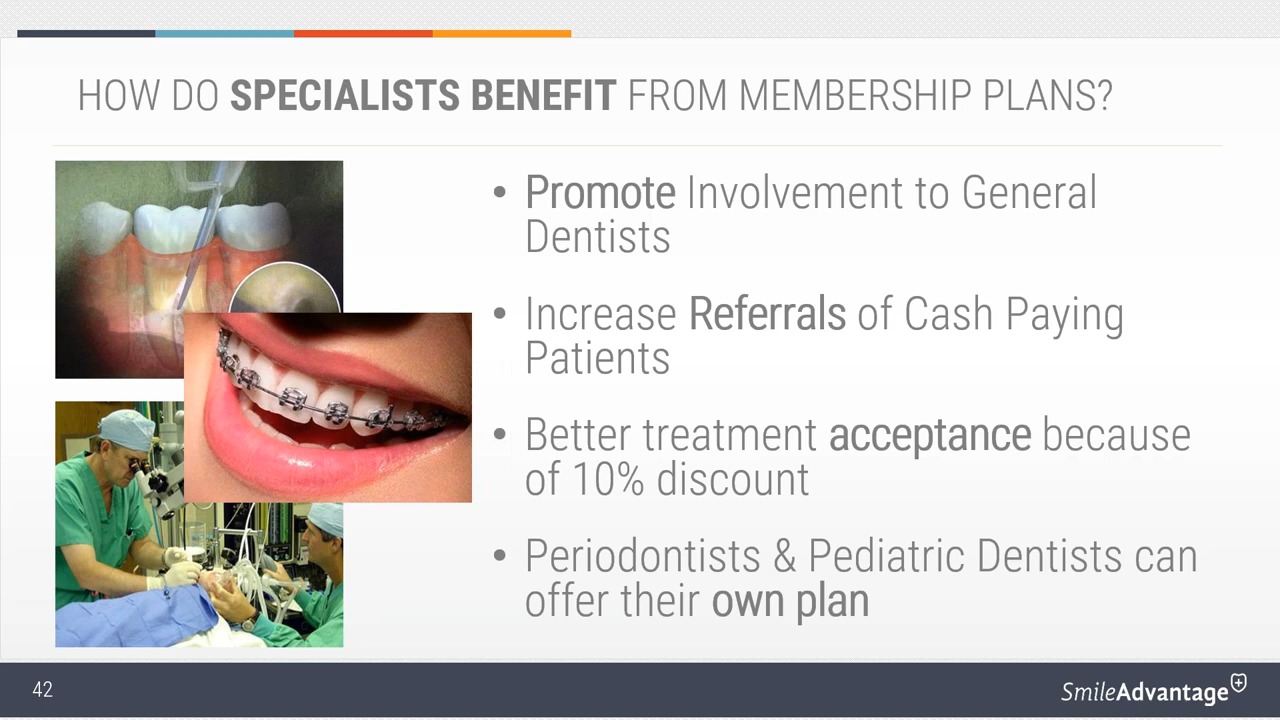 HOW DO SPECIALISTS BENEFIT FROM MEMBERSHIP PLANS?
• Promote Involvement to General
Dentists
• Increase Referrals of Cash Paying
Patients
• Better treatment acceptance because
of 10% discount
• Periodontists & Pediatric Dentists can
offer their own plan
42
SmileAdvantage